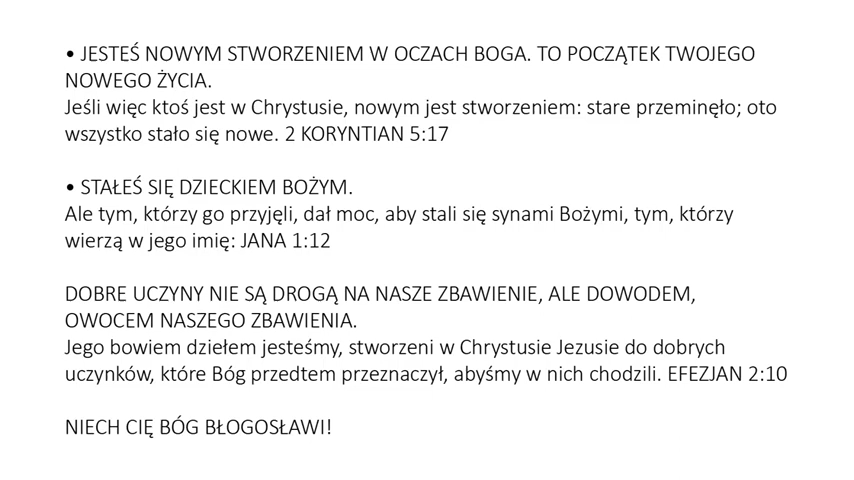 • JESTEŚ NOWYM STWORZENIEM W OCZACH BOGA. TO POCZĄTEK TWOJEGO
NOWEGO ŻYCIA.
Jeśli więc ktoś jest w Chrystusie, nowym jest stworzeniem: stare przeminęło; oto
wszystko stało się nowe. 2 KORYNTIAN 5:17
• STAŁEŚ SIĘ DZIECKIEM BOŻYM.
Ale tym, którzy go przyjęli, dał moc, aby stali się synami Bożymi, tym, którzy
wierzą w jego imię: JANA 1:12
DOBRE UCZYNY NIE SĄ DROGĄ NA NASZE ZBAWIENIE, ALE DOWODEM,
OWOCEM NASZEGO ZBAWIENIA.
Jego bowiem dziełem jesteśmy, stworzeni w Chrystusie Jezusie do dobrych
uczynków, które Bóg przedtem przeznaczył, abyśmy w nich chodzili. EFEZJAN 2:10
NIECH CIĘ BÓG BŁOGOSŁAWI!